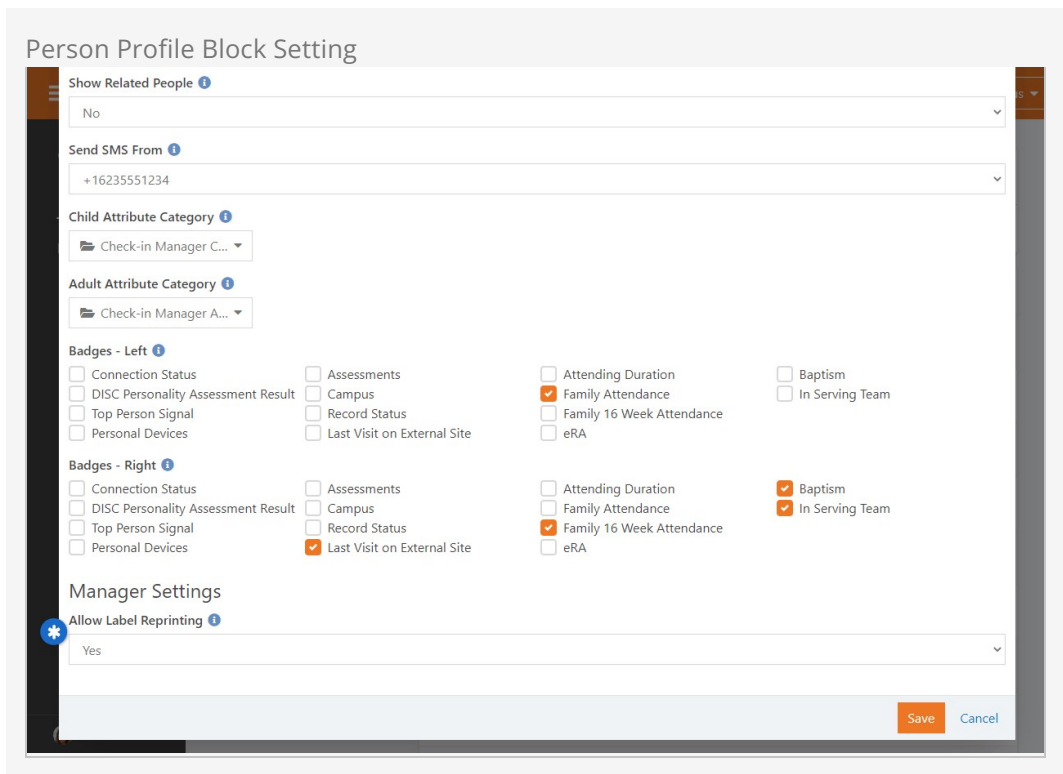 Person Profile Block Setting
Show Related People
No
Send SMS From
+16235551234
Child Attribute Category
Check-in Manager C...
Adult Attribute Category
Check-in Manager A...
Badges - Left
Connection Status Assessments Attending Duration Baptism
DISC Personality Assessment Result Campus Family Attendance In Serving Team
Top Person Signal Record Status Family 16 Week Attendance
Personal Devices Last Visit on External Site eRA
Badges - Right
Connection Status Assessments Attending Duration Baptism
DISC Personality Assessment Result Campus Family Attendance In Serving Team
Top Person Signal Record Status Family 16 Week Attendance
Personal Devices Last Visit on External Site eRA
Manager Settings
Allow Label Reprinting
Yes
Save Cancel